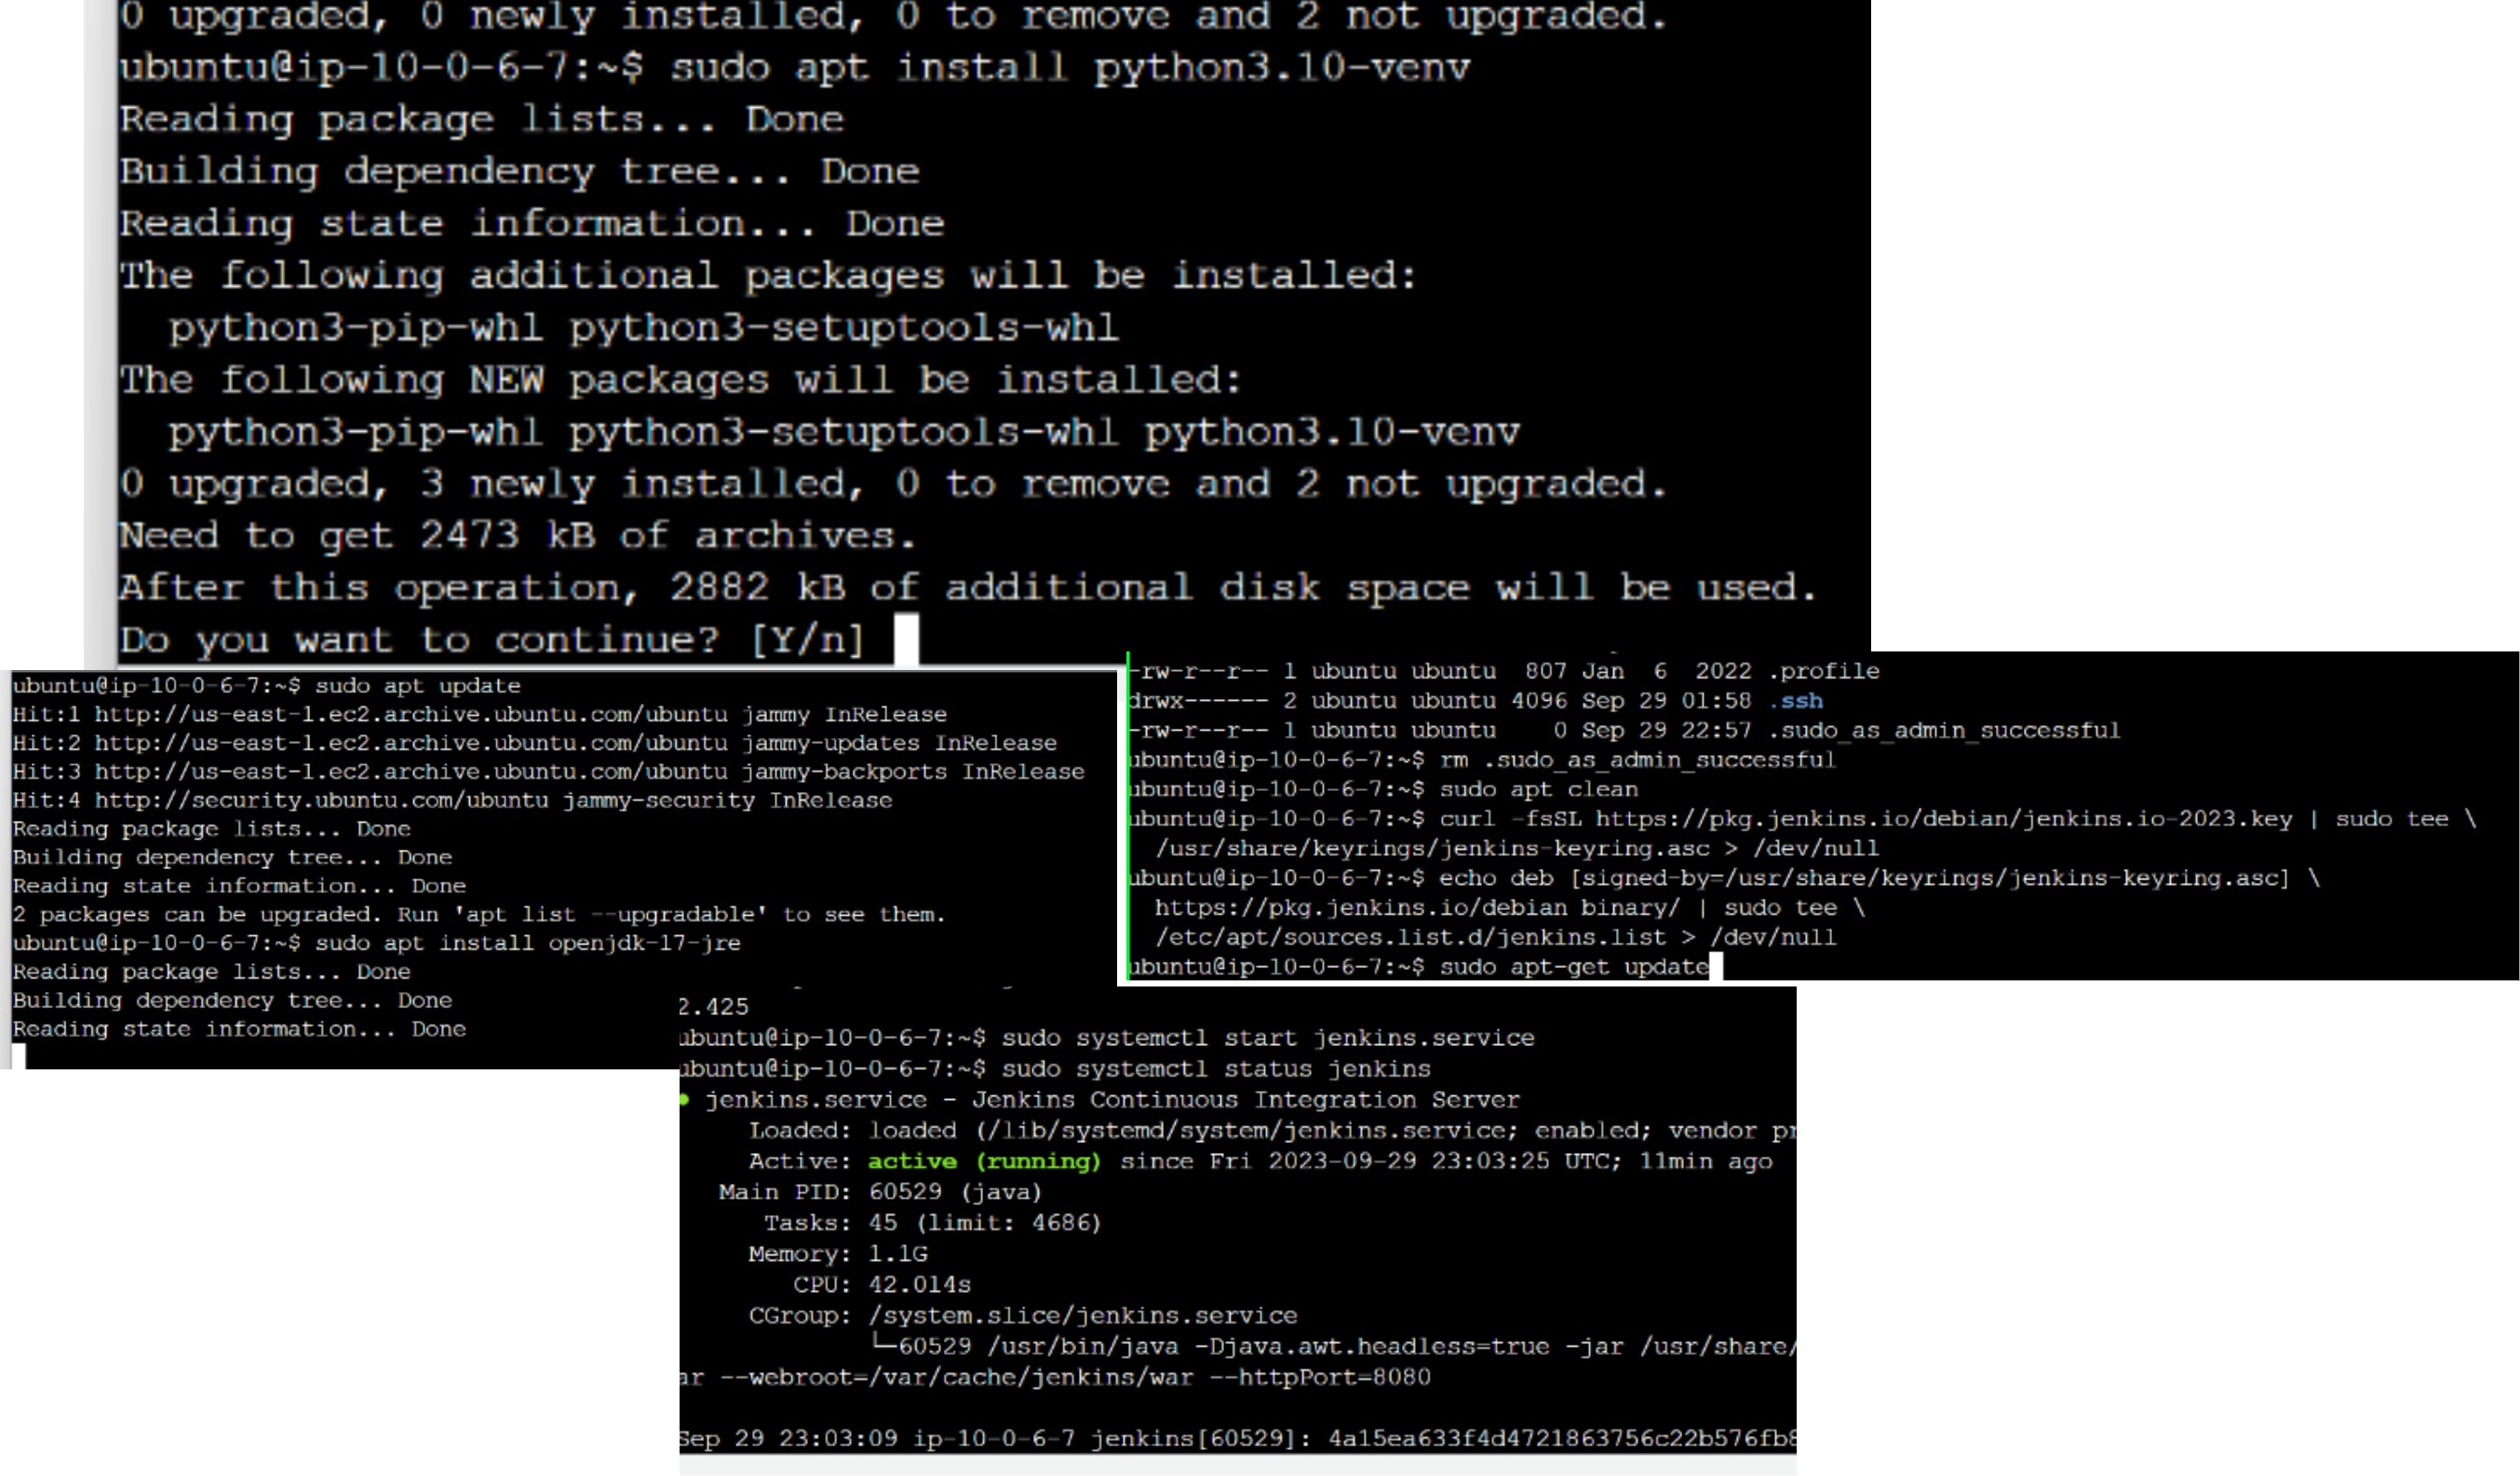 0 upgraded, 0 newly installed, 0 to remove and 2 not upgraded.
ubuntu@ip-10-0-6-7:~$ sudo apt install python3.10-venv
Reading package lists... Done
Building dependency tree... Done
Reading state information... Done
The following additional packages will be installed:
  python3-pip-whl python3-setuptools-whl
The following NEW packages will be installed:
  python3-pip-whl python3-setuptools-whl python3.10-venv
0 upgraded, 3 newly installed, 0 to remove and 2 not upgraded.
Need to get 2473 kB of archives.
After this operation, 2882 kB of additional disk space will be used.
Do you want to continue? [Y/n]
ubuntu@ip-10-0-6-7:~$ sudo apt update
Hit:1 http://us-east-1.ec2.archive.ubuntu.com/ubuntu jammy InRelease
Hit:2 http://us-east-1.ec2.archive.ubuntu.com/ubuntu jammy-updates InRelease
Hit:3 http://us-east-1.ec2.archive.ubuntu.com/ubuntu jammy-backports InRelease
Hit:4 http://security.ubuntu.com/ubuntu jammy-security InRelease
Reading package lists... Done
Building dependency tree... Done
Reading state information... Done
2 packages can be upgraded. Run 'apt list --upgradable' to see them.
ubuntu@ip-10-0-6-7:~$ sudo apt install openjdk-17-jre
Reading package lists... Done
Building dependency tree... Done
Reading state information... Done
-rw-r--r-- 1 ubuntu ubuntu  807 Jan  6  2022 .profile
drwx------ 2 ubuntu ubuntu 4096 Sep 29 01:58 .ssh
-rw-r--r-- 1 ubuntu ubuntu    0 Sep 29 22:57 .sudo_as_admin_successful
ubuntu@ip-10-0-6-7:~$ rm .sudo_as_admin_successful
ubuntu@ip-10-0-6-7:~$ sudo apt clean
ubuntu@ip-10-0-6-7:~$ curl -fsSL https://pkg.jenkins.io/debian/jenkins.io-2023.key | sudo tee \
  /usr/share/keyrings/jenkins-keyring.asc > /dev/null
ubuntu@ip-10-0-6-7:~$ echo deb [signed-by=/usr/share/keyrings/jenkins-keyring.asc] \
  https://pkg.jenkins.io/debian binary/ | sudo tee \
  /etc/apt/sources.list.d/jenkins.list > /dev/null
ubuntu@ip-10-0-6-7:~$ sudo apt-get update
2.425
ubuntu@ip-10-0-6-7:~$ sudo systemctl start jenkins.service
ubuntu@ip-10-0-6-7:~$ sudo systemctl status jenkins
● jenkins.service - Jenkins Continuous Integration Server
     Loaded: loaded (/lib/systemd/system/jenkins.service; enabled; vendor pr
     Active: active (running) since Fri 2023-09-29 23:03:25 UTC; 11min ago
   Main PID: 60529 (java)
      Tasks: 45 (limit: 4686)
     Memory: 1.1G
        CPU: 42.014s
     CGroup: /system.slice/jenkins.service
             └─60529 /usr/bin/java -Djava.awt.headless=true -jar /usr/share/
ar --webroot=/var/cache/jenkins/war --httpPort=8080
Sep 29 23:03:09 ip-10-0-6-7 jenkins[60529]: 4a15ea633f4d4721863756c22b576fb8